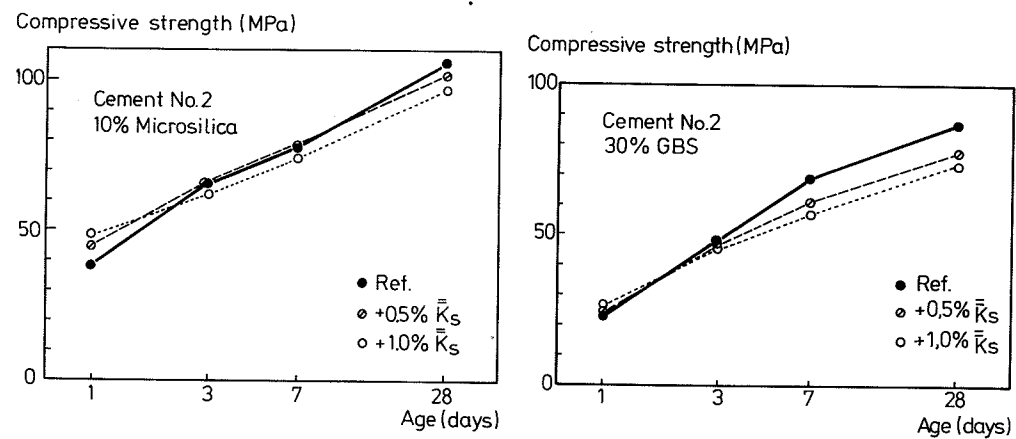 Compressive strength (MPa)
100
Cement No.2
10% Microsilica
50
Ref.
+0.5% K̿s
+1.0% K̿s
0
1 3 7 28
Age (days)
Compressive strength (MPa)
100
Cement No.2
30% GBS
50
Ref.
+0,5% K̿s
+1,0% K̿s
0
1 3 7 28
Age (days)